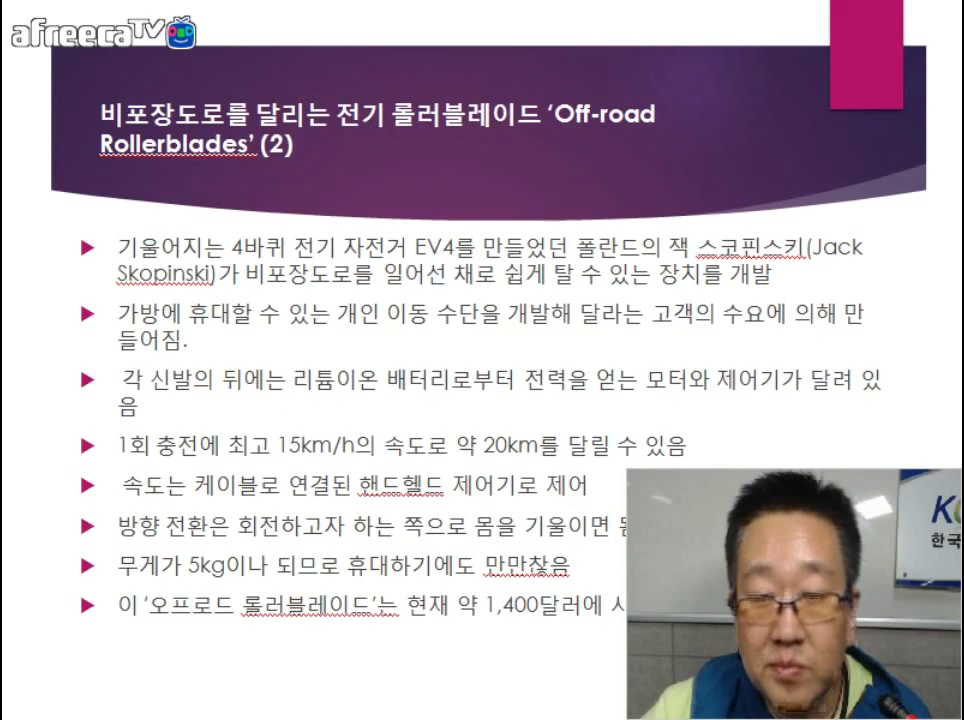 afreecaTV
비포장도로를 달리는 전기 롤러블레이드 ‘Off-road
Rollerblades’ (2)
기울어지는 4바퀴 전기 자전거 EV4를 만들었던 폴란드의 잭 스코핀스키(Jack
Skopinski)가 비포장도로를 일어선 채로 쉽게 탈 수 있는 장치를 개발
가방에 휴대할 수 있는 개인 이동 수단을 개발해 달라는 고객의 수요에 의해 만
들어짐.
각 신발의 뒤에는 리튬이온 배터리로부터 전력을 얻는 모터와 제어기가 달려 있
음
1회 충전에 최고 15km/h의 속도로 약 20km를 달릴 수 있음
속도는 케이블로 연결된 핸드헬드 제어기로 제어
방향 전환은 회전하고자 하는 쪽으로 몸을 기울이면
무게가 5kg이나 되므로 휴대하기에도 만만찮음
이 ‘오프로드 롤러블레이드’는 현재 약 1,400달러에
한국